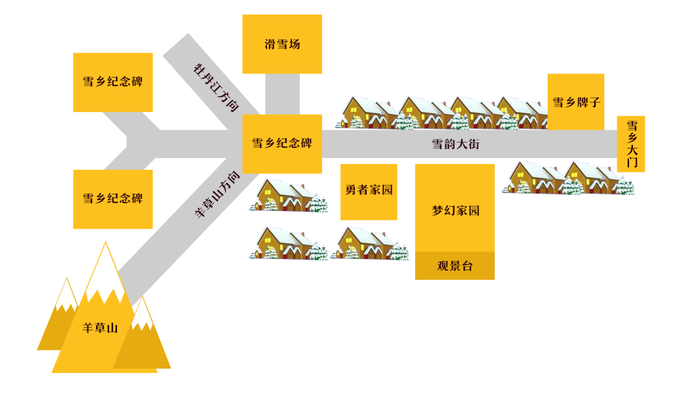 滑雪场
雪乡纪念碑
牡丹江方向
雪乡牌子
雪乡大门
雪乡纪念碑
雪韵大街
雪乡纪念碑
羊草山方向
勇者家园
梦幻家园
观景台
羊草山